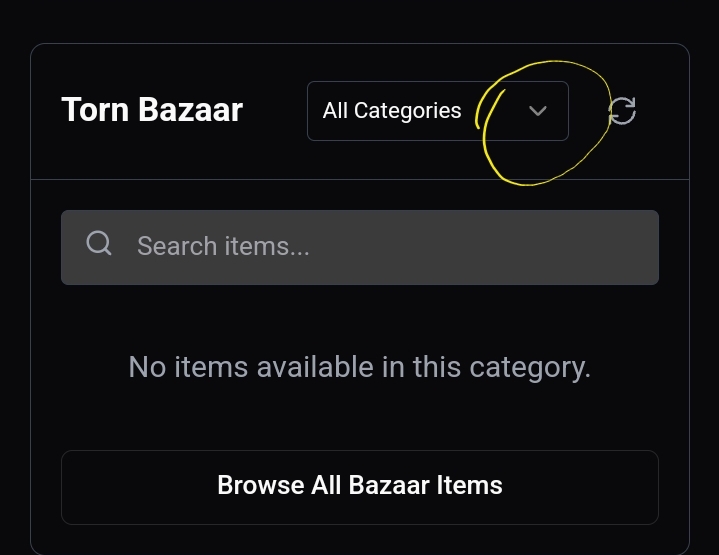 Torn Bazaar
All Categories
Search items...
No items available in this category.
Browse All Bazaar Items